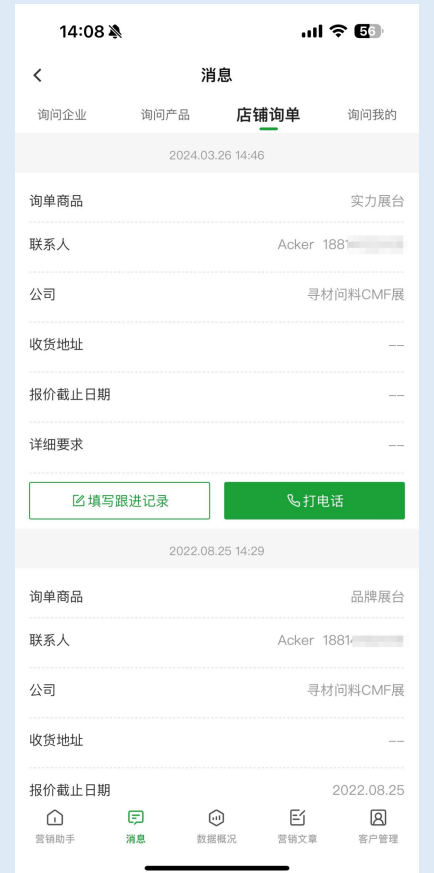 14:08
56
消息
询问企业 询问产品 店铺询单 询问我的
2024.03.26 14:46
询单商品 实力展台
联系人 Acker 1881
公司 寻材问料CMF展
收货地址 --
报价截止日期 --
详细要求 --
填写跟进记录 打电话
2022.08.25 14:29
询单商品 品牌展台
联系人 Acker 1881
公司 寻材问料CMF展
收货地址 --
报价截止日期 2022.08.25
营销助手 消息 数据概况 营销文章 客户管理